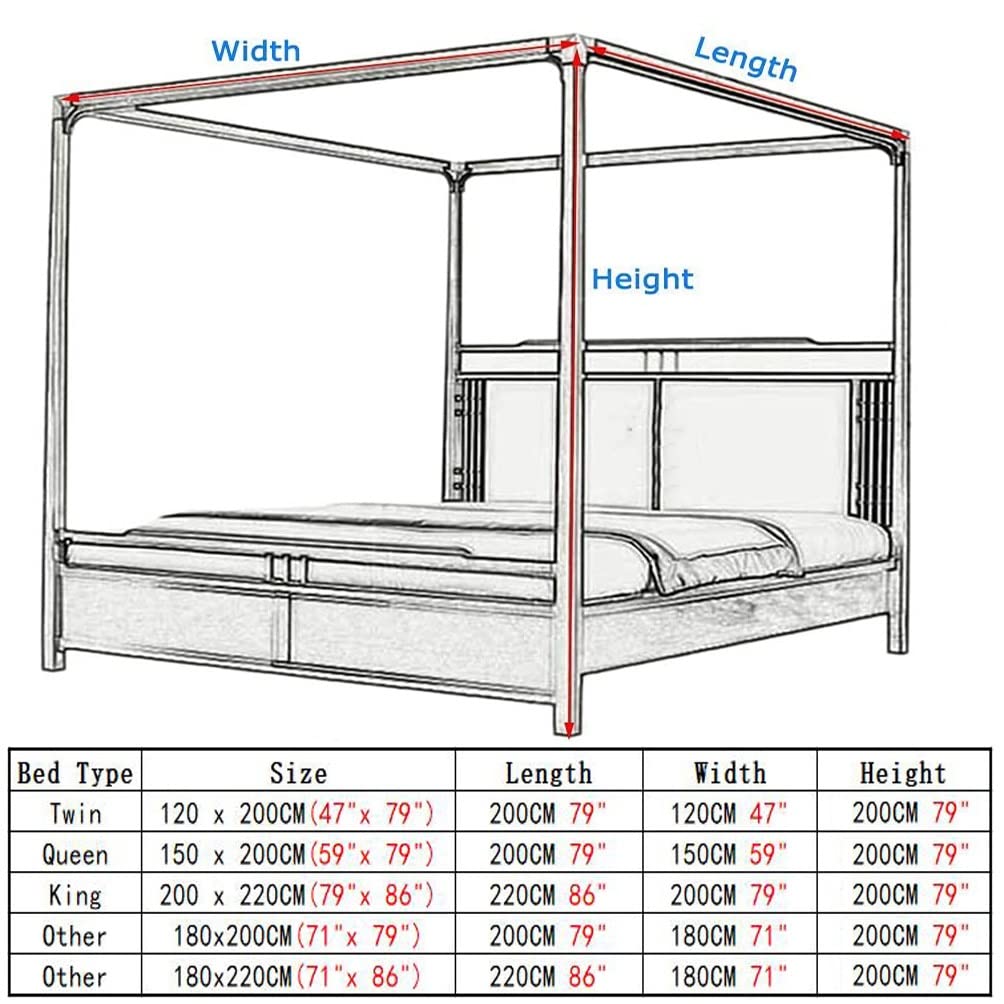 Width
Length
Height
Bed Type Size Length Width Height
Twin 120 x 200CM(47"x 79") 200CM 79" 120CM 47" 200CM 79"
Queen 150 x 200CM(59"x 79") 200CM 79" 150CM 59" 200CM 79"
King 200 x 220CM(79"x 86") 220CM 86" 200CM 79" 200CM 79"
Other 180x200CM(71"x 79") 200CM 79" 180CM 71" 200CM 79"
Other 180x220CM(71"x 86") 220CM 86" 180CM 71" 200CM 79"